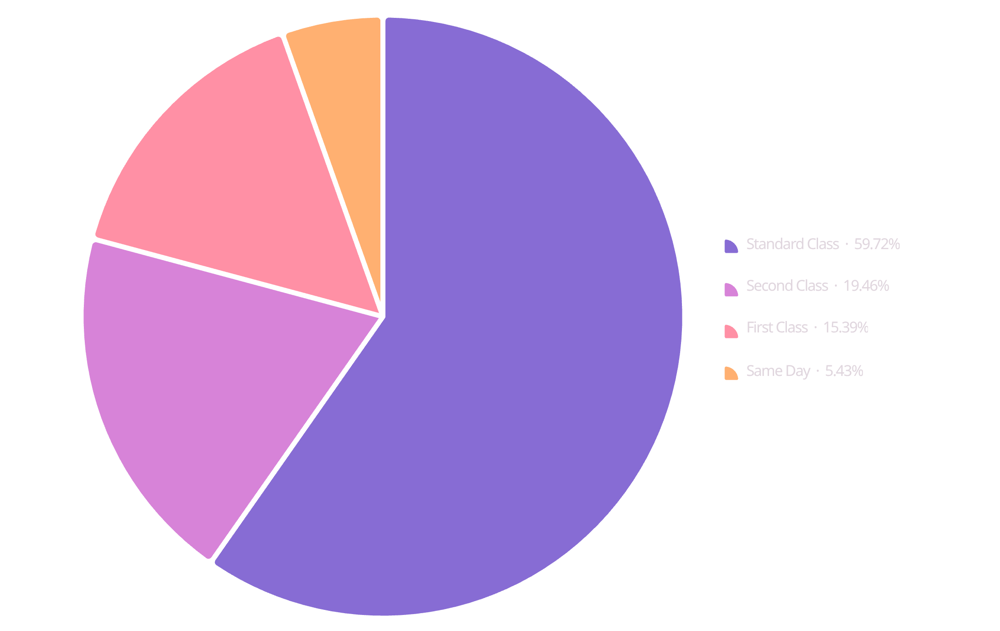 Standard Class · 59.72%
Second Class · 19.46%
First Class · 15.39%
Same Day · 5.43%